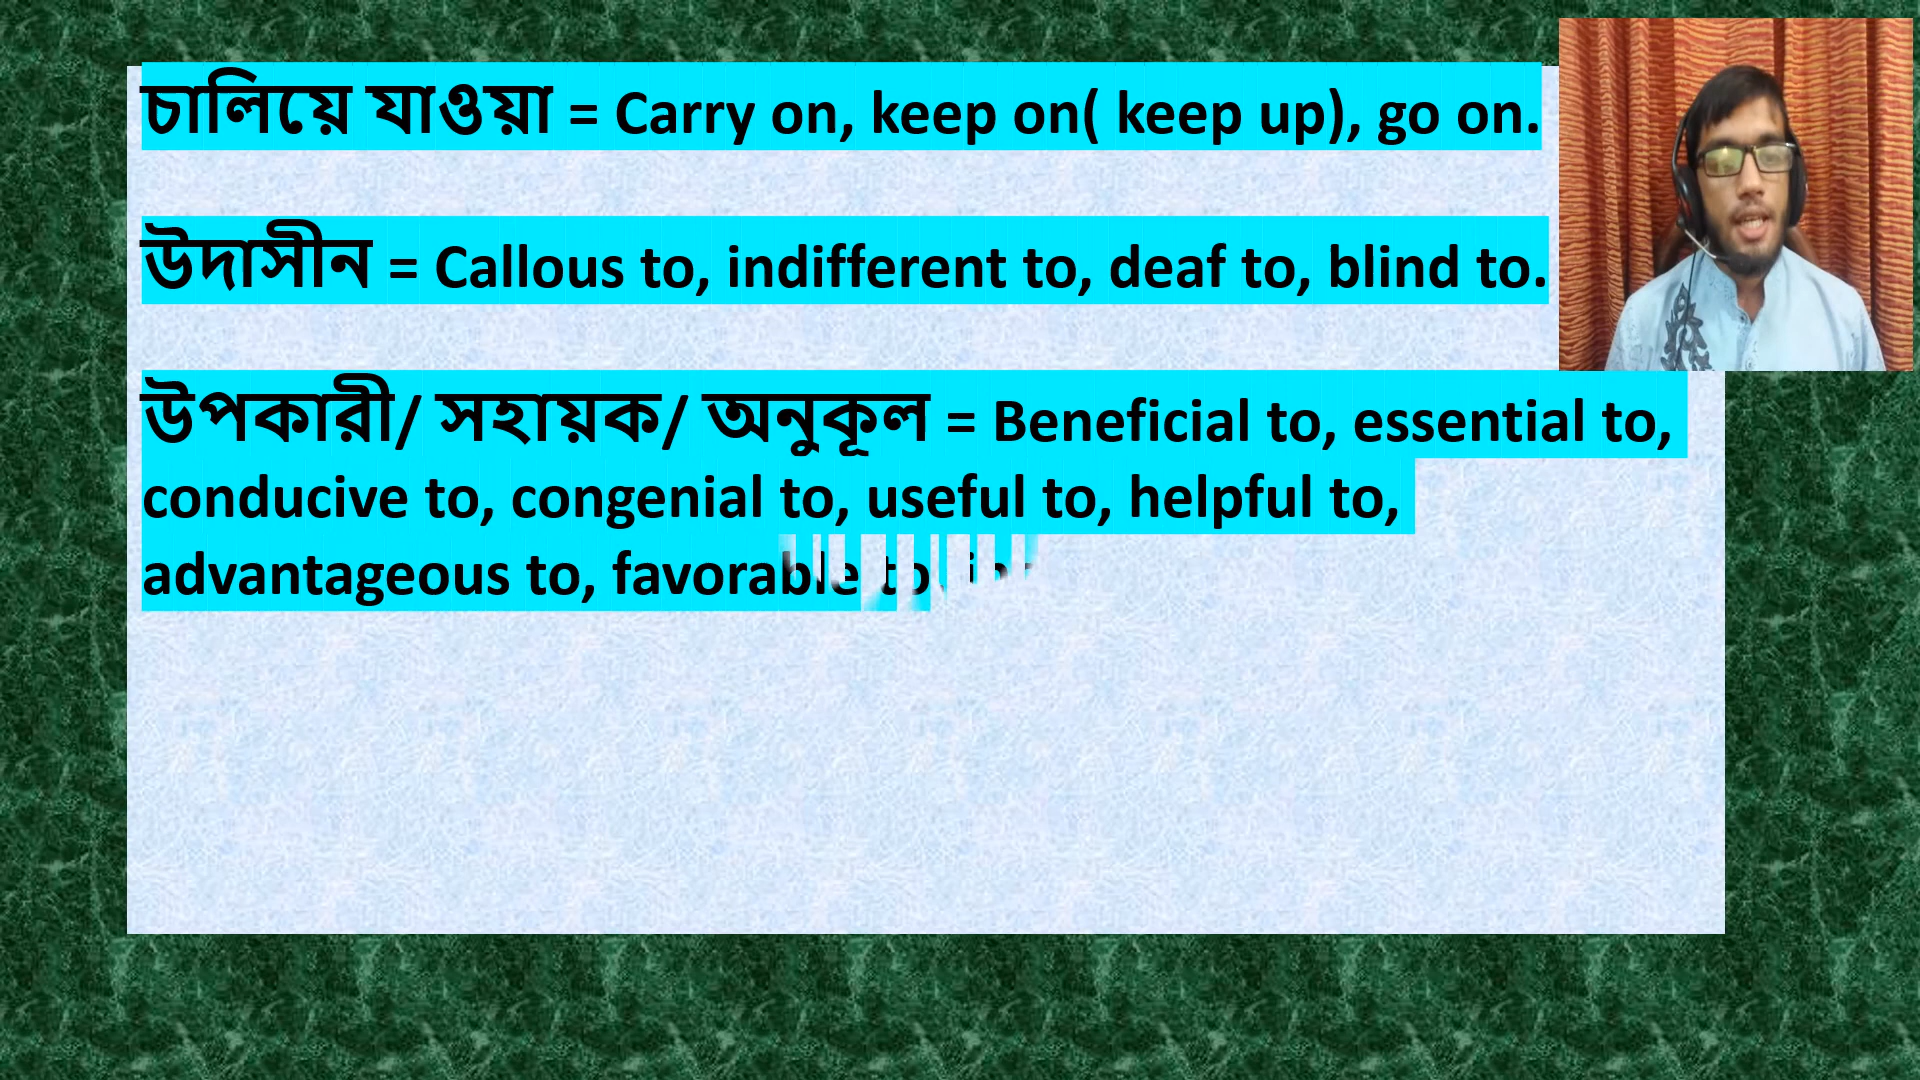 চালিয়ে যাওয়া = Carry on, keep on( keep up), go on.
উদাসীন = Callous to, indifferent to, deaf to, blind to.
উপকারী/ সহায়ক/ অনুকূল = Beneficial to, essential to,
conducive to, congenial to, useful to, helpful to,
advantageous to, favorable to